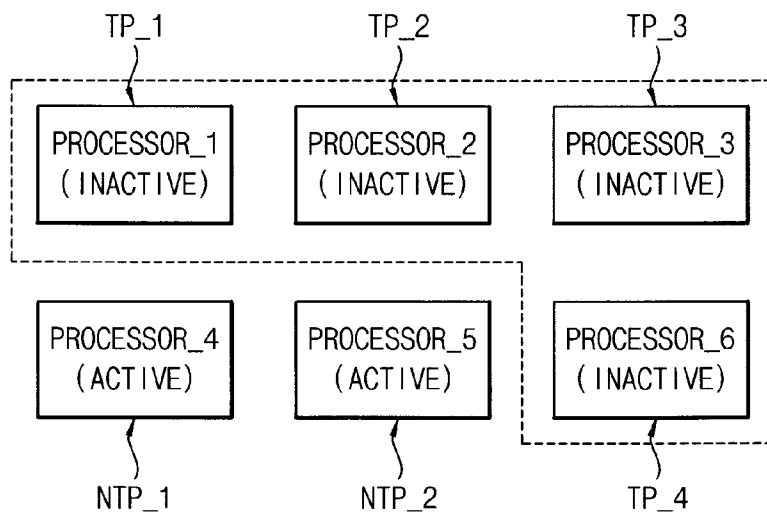 TP_1 TP_2 TP_3
PROCESSOR_1 PROCESSOR_2 PROCESSOR_3
(INACTIVE) (INACTIVE) (INACTIVE)
PROCESSOR_4 PROCESSOR_5 PROCESSOR_6
(ACTIVE) (ACTIVE) (INACTIVE)
NTP_1 NTP_2 TP_4